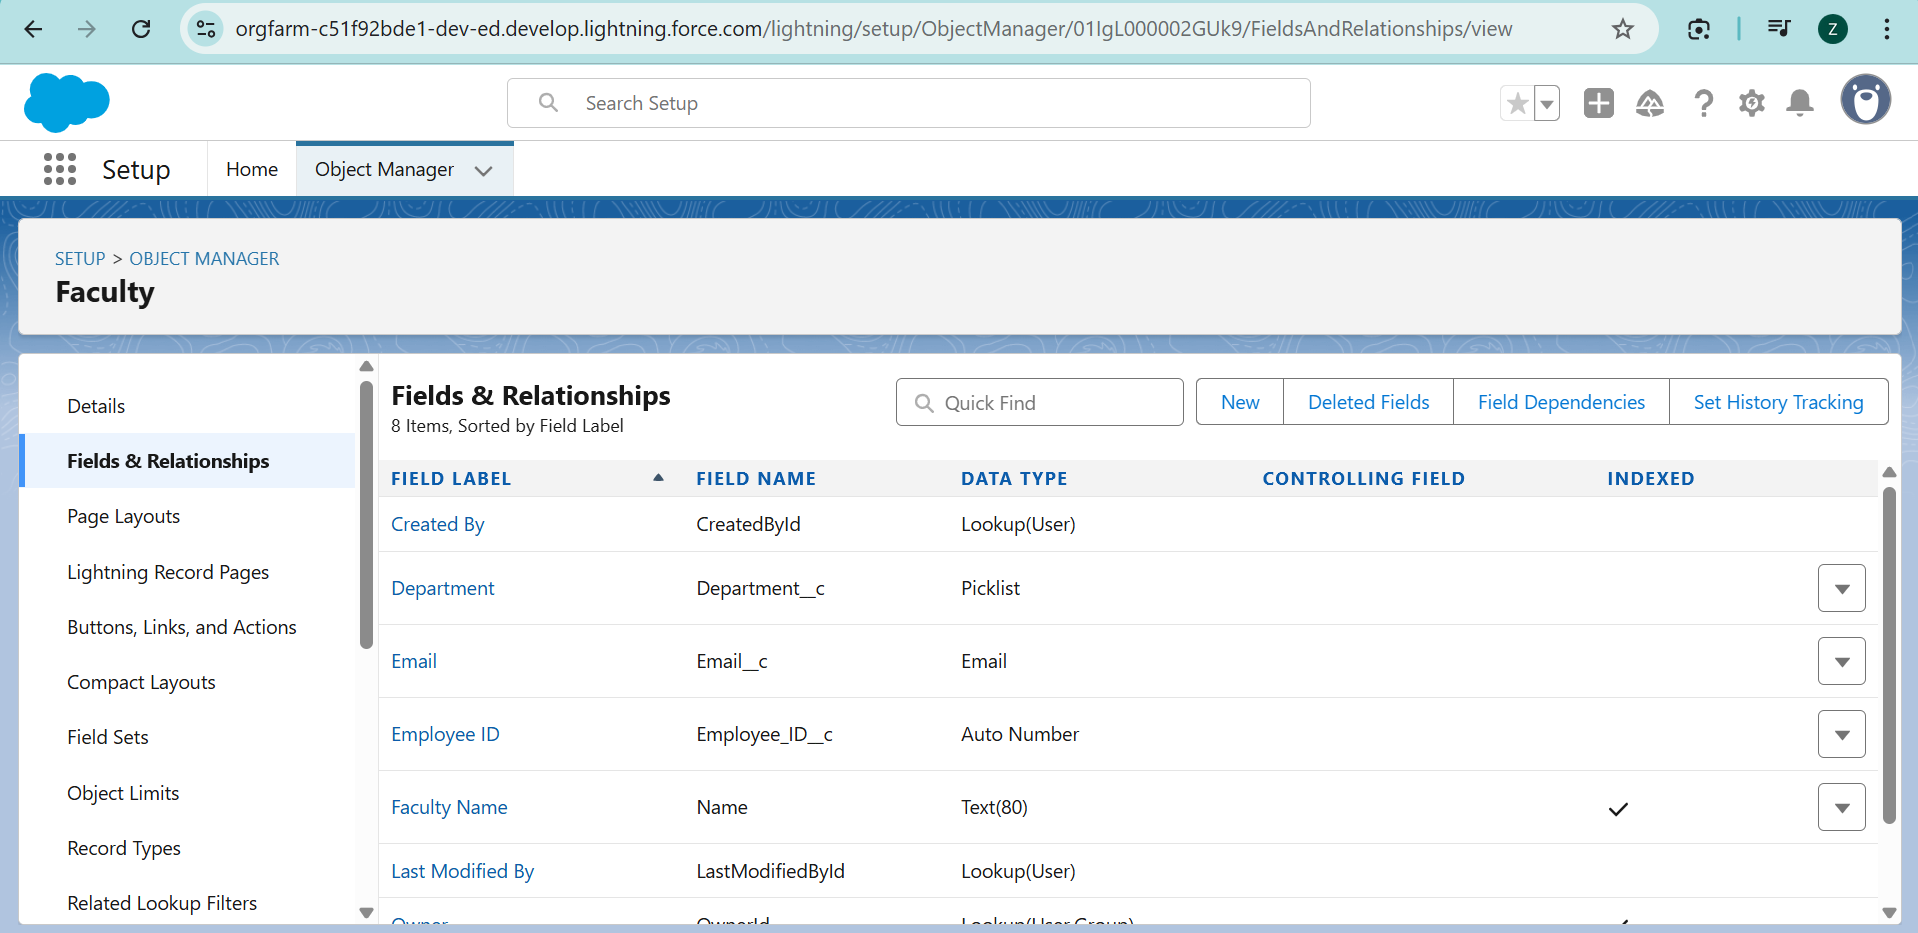 orgfarm-c51f92bde1-dev-ed.develop.lightning.force.com/lightning/setup/ObjectManager/01IgL000002GUk9/FieldsAndRelationships/view
Z
Search Setup
Setup
Home
Object Manager
SETUP > OBJECT MANAGER
Faculty
Details
Fields & Relationships
Page Layouts
Lightning Record Pages
Buttons, Links, and Actions
Compact Layouts
Field Sets
Object Limits
Record Types
Related Lookup Filters
Fields & Relationships
8 Items, Sorted by Field Label
Quick Find
New
Deleted Fields
Field Dependencies
Set History Tracking
FIELD LABEL FIELD NAME DATA TYPE CONTROLLING FIELD INDEXED
Created By CreatedById Lookup(User)
Department Department__c Picklist
Email Email__c Email
Employee ID Employee_ID__c Auto Number
Faculty Name Name Text(80)
Last Modified By LastModifiedById Lookup(User)
Owner OwnerId Lookup(User,Group)